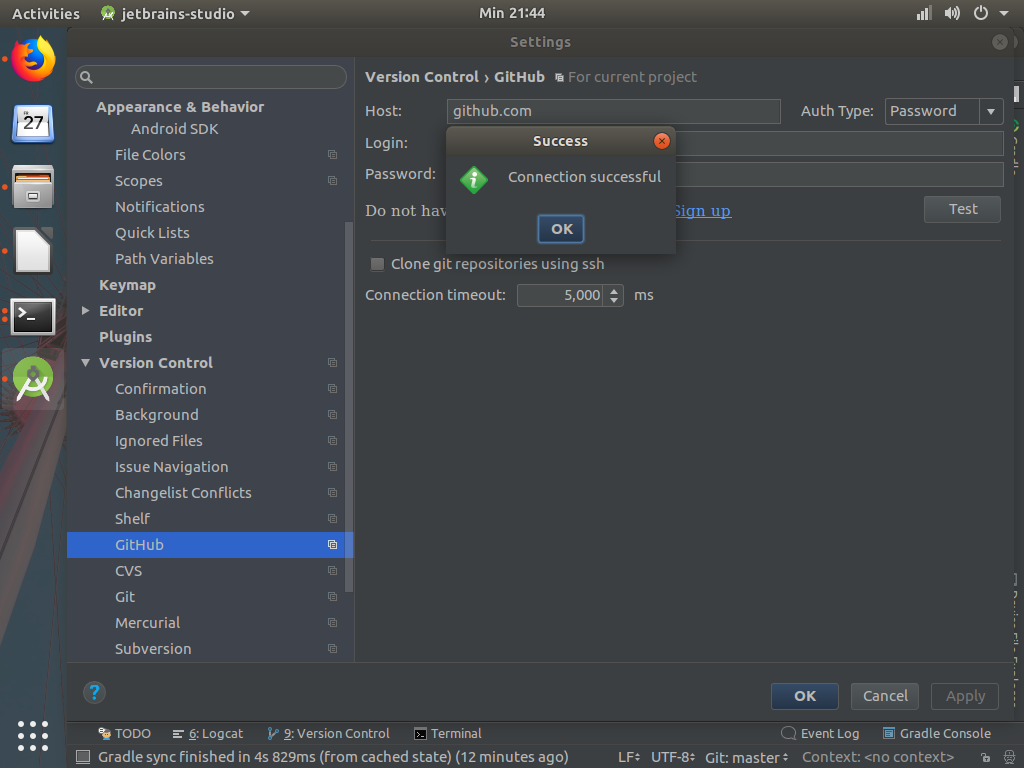 Activities jetbrains-studio Min 21:44
Settings
27
Appearance & Behavior
Android SDK
File Colors
Scopes
Notifications
Quick Lists
Path Variables
Keymap
Editor
Plugins
Version Control
Confirmation
Background
Ignored Files
Issue Navigation
Changelist Conflicts
Shelf
GitHub
CVS
Git
Mercurial
Subversion
Version Control › GitHub For current project
Host: github.com Auth Type: Password
Login:
Password:
Do not hav Sign up Test
Success
Connection successful
OK
Clone git repositories using ssh
Connection timeout: 5,000 ms
? OK Cancel Apply
TODO 6: Logcat 9: Version Control Terminal Event Log Gradle Console
Gradle sync finished in 4s 829ms (from cached state) (12 minutes ago) LF UTF-8 Git: master Context: <no context>